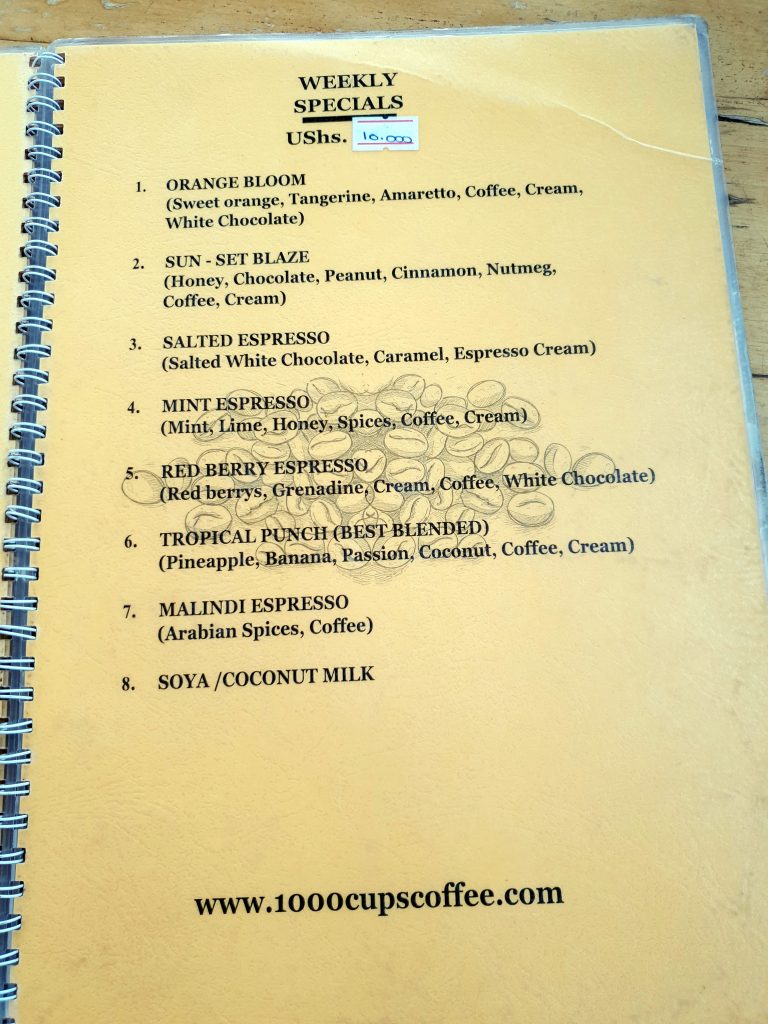 WEEKLY
SPECIALS
UShs. 10.000
1. ORANGE BLOOM
(Sweet orange, Tangerine, Amaretto, Coffee, Cream,
White Chocolate)
2. SUN - SET BLAZE
(Honey, Chocolate, Peanut, Cinnamon, Nutmeg,
Coffee, Cream)
3. SALTED ESPRESSO
(Salted White Chocolate, Caramel, Espresso Cream)
4. MINT ESPRESSO
(Mint, Lime, Honey, Spices, Coffee, Cream)
5. RED BERRY ESPRESSO
(Red berrys, Grenadine, Cream, Coffee, White Chocolate)
6. TROPICAL PUNCH (BEST BLENDED)
(Pineapple, Banana, Passion, Coconut, Coffee, Cream)
7. MALINDI ESPRESSO
(Arabian Spices, Coffee)
8. SOYA /COCONUT MILK
www.1000cupscoffee.com